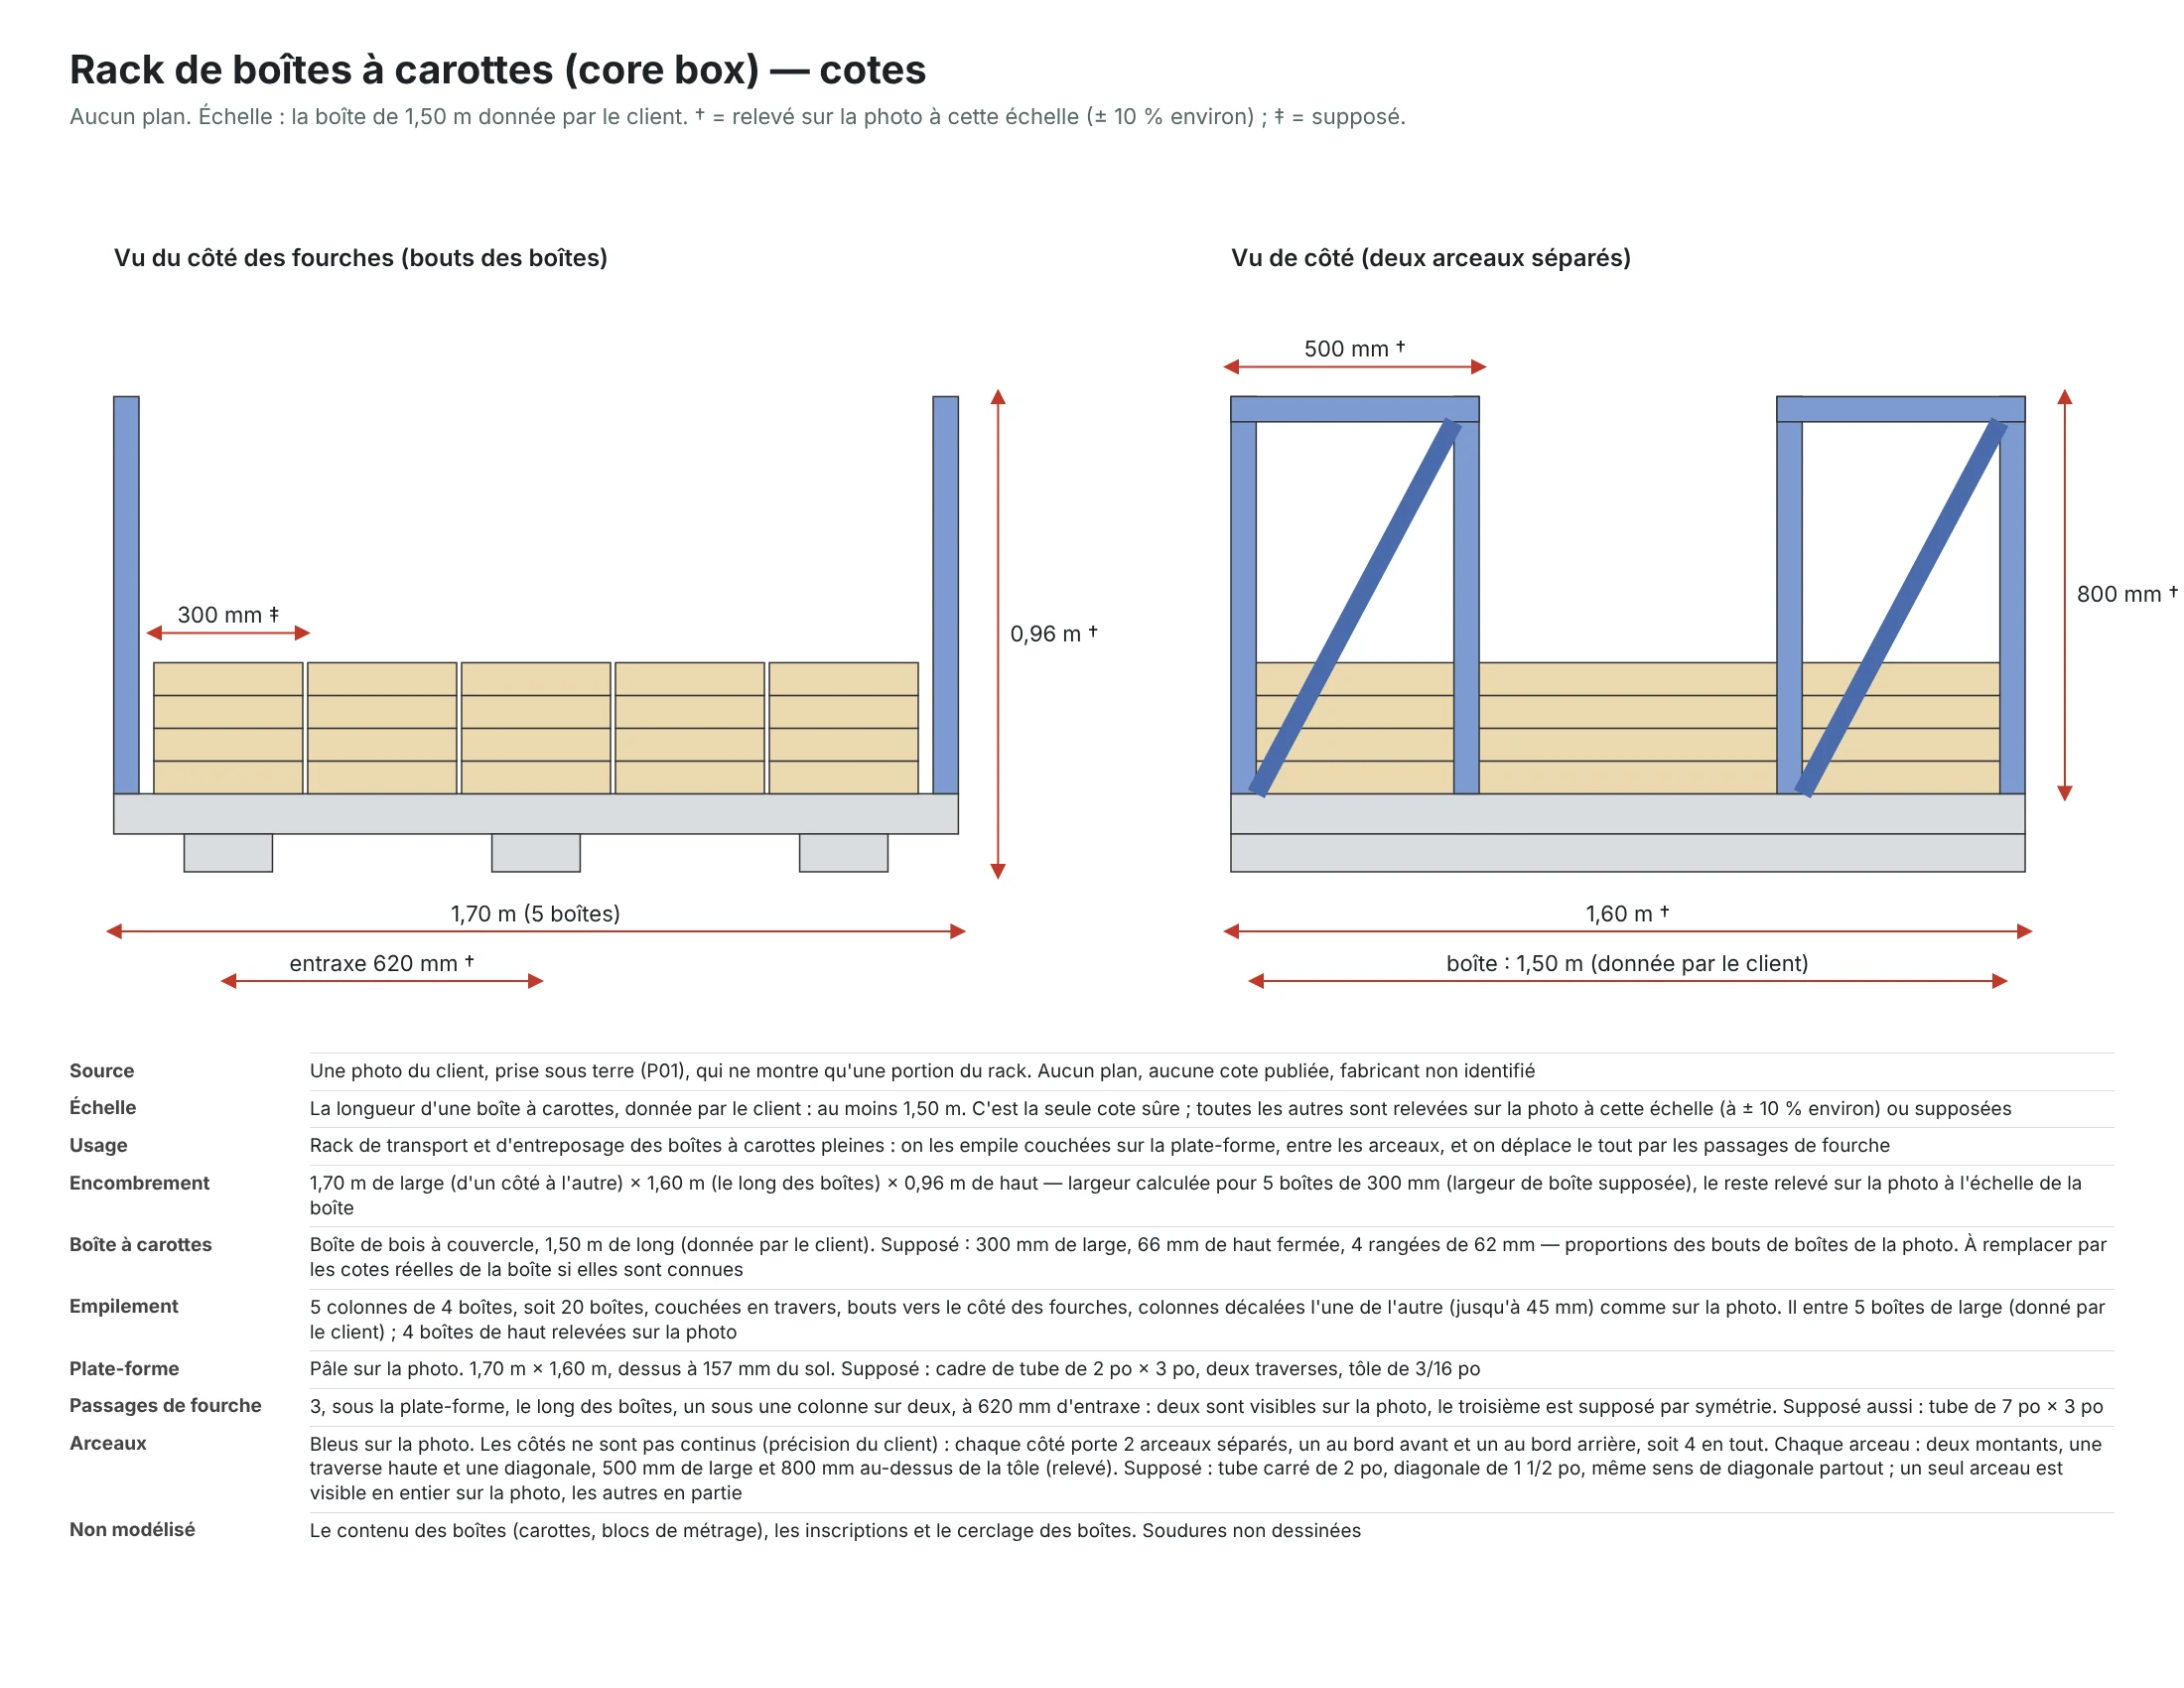 Rack de boîtes à carottes (core box) — cotes
Aucun plan. Échelle : la boîte de 1,50 m donnée par le client. † = relevé sur la photo à cette échelle (± 10 % environ) ; ‡ = supposé.
Vu du côté des fourches (bouts des boîtes)
Vu de côté (deux arceaux séparés)
500 mm †
300 mm ‡
0,96 m †
800 mm †
1,70 m (5 boîtes)
entraxe 620 mm †
1,60 m †
boîte : 1,50 m (donnée par le client)
Source
Une photo du client, prise sous terre (P01), qui ne montre qu'une portion du rack. Aucun plan, aucune cote publiée, fabricant non identifié
Échelle
La longueur d'une boîte à carottes, donnée par le client : au moins 1,50 m. C'est la seule cote sûre ; toutes les autres sont relevées sur la photo à cette échelle (à ± 10 % environ) ou supposées
Usage
Rack de transport et d'entreposage des boîtes à carottes pleines : on les empile couchées sur la plate-forme, entre les arceaux, et on déplace le tout par les passages de fourche
Encombrement
1,70 m de large (d'un côté à l'autre) × 1,60 m (le long des boîtes) × 0,96 m de haut — largeur calculée pour 5 boîtes de 300 mm (largeur de boîte supposée), le reste relevé sur la photo à l'échelle de la
boîte
Boîte à carottes
Boîte de bois à couvercle, 1,50 m de long (donnée par le client). Supposé : 300 mm de large, 66 mm de haut fermée, 4 rangées de 62 mm — proportions des bouts de boîtes de la photo. À remplacer par
les cotes réelles de la boîte si elles sont connues
Empilement
5 colonnes de 4 boîtes, soit 20 boîtes, couchées en travers, bouts vers le côté des fourches, colonnes décalées l'une de l'autre (jusqu'à 45 mm) comme sur la photo. Il entre 5 boîtes de large (donné par
le client) ; 4 boîtes de haut relevées sur la photo
Plate-forme
Pâle sur la photo. 1,70 m × 1,60 m, dessus à 157 mm du sol. Supposé : cadre de tube de 2 po × 3 po, deux traverses, tôle de 3/16 po
Passages de fourche
3, sous la plate-forme, le long des boîtes, un sous une colonne sur deux, à 620 mm d'entraxe : deux sont visibles sur la photo, le troisième est supposé par symétrie. Supposé aussi : tube de 7 po × 3 po
Arceaux
Bleus sur la photo. Les côtés ne sont pas continus (précision du client) : chaque côté porte 2 arceaux séparés, un au bord avant et un au bord arrière, soit 4 en tout. Chaque arceau : deux montants, une
traverse haute et une diagonale, 500 mm de large et 800 mm au-dessus de la tôle (relevé). Supposé : tube carré de 2 po, diagonale de 1 1/2 po, même sens de diagonale partout ; un seul arceau est
visible en entier sur la photo, les autres en partie
Non modélisé
Le contenu des boîtes (carottes, blocs de métrage), les inscriptions et le cerclage des boîtes. Soudures non dessinées